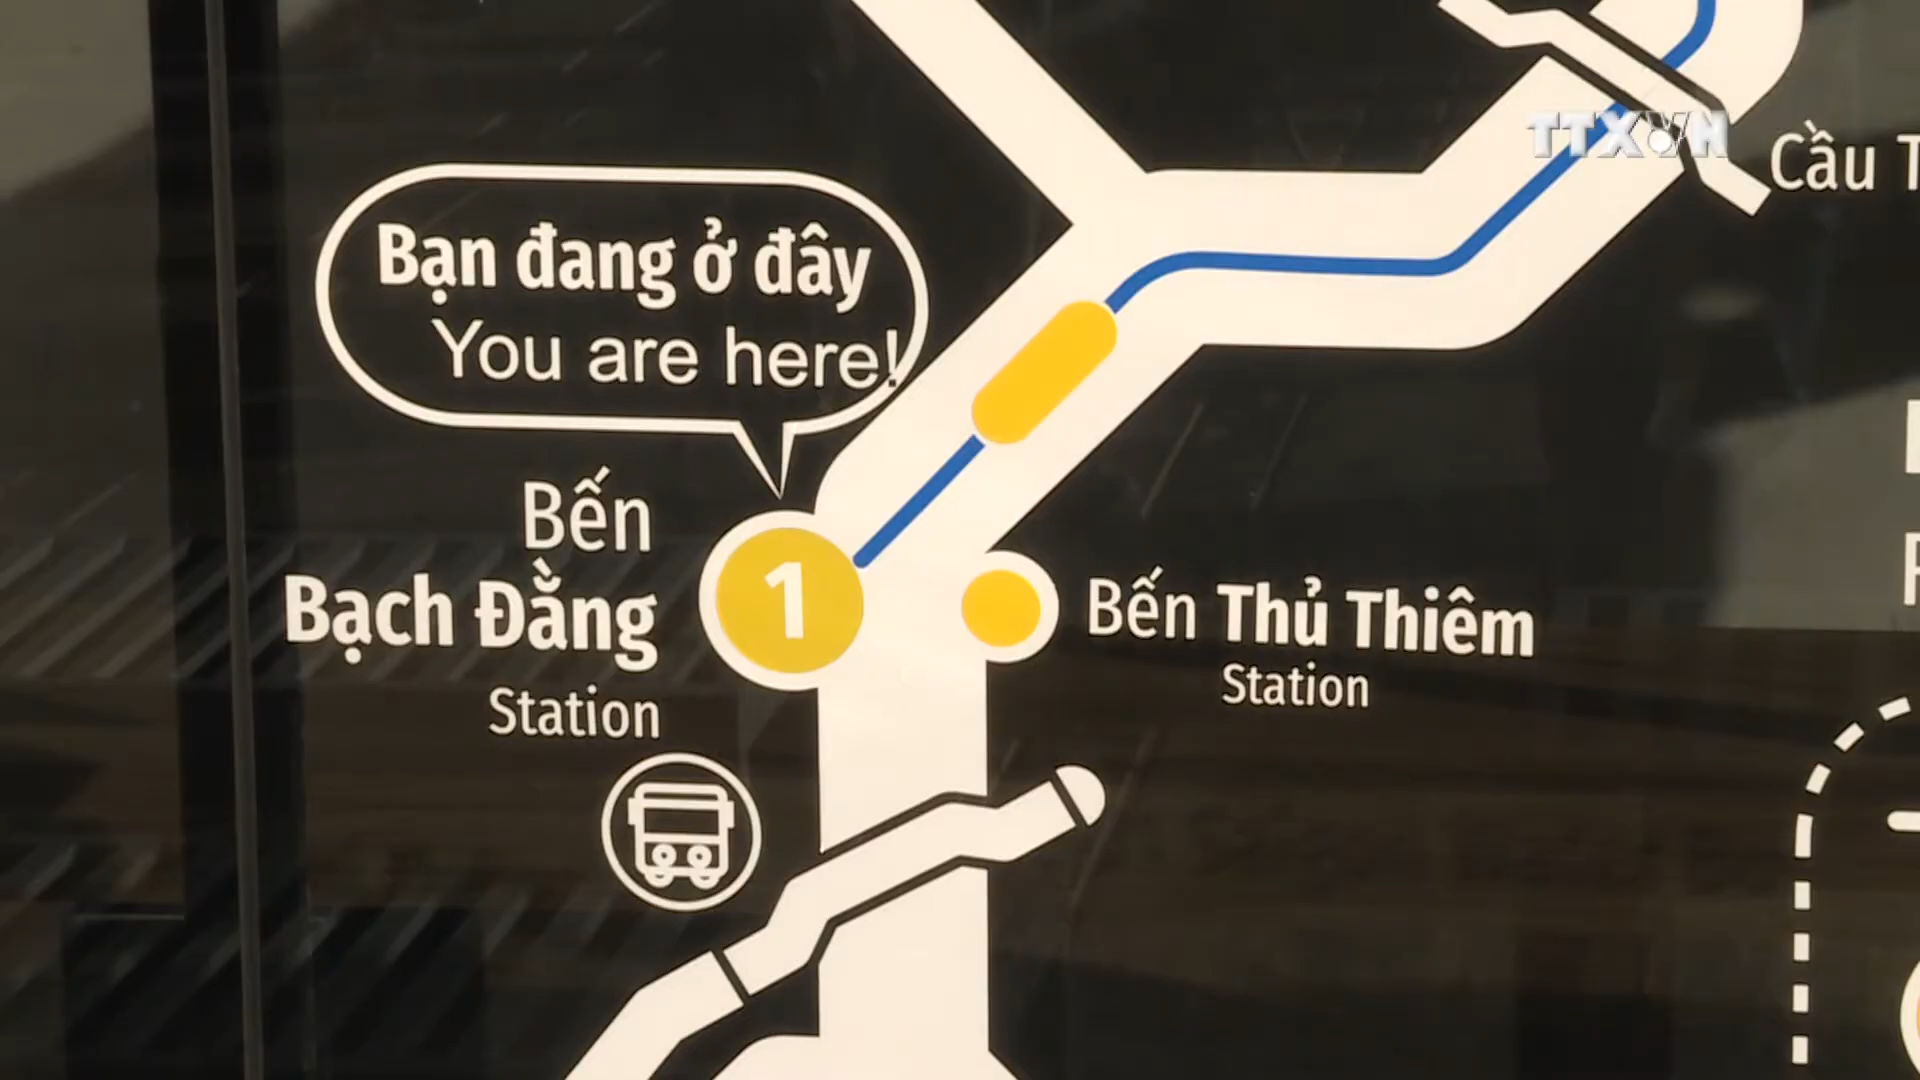 TTXVN
Cầu
Bạn đang ở đây
You are here!
Bến
Bạch Đằng
Station
1
Bến Thủ Thiêm
Station